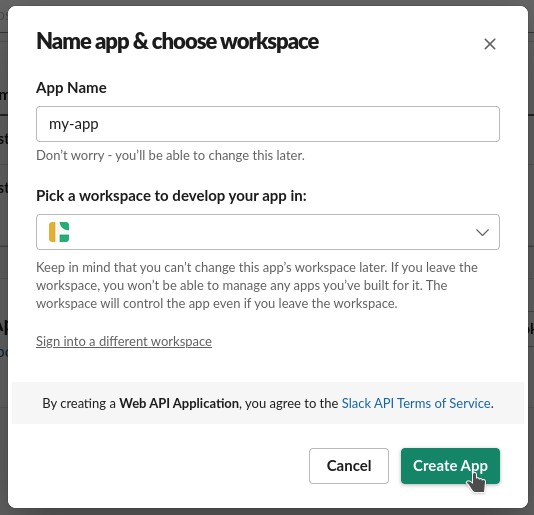 Name app & choose workspace
App Name
my-app
Don't worry - you'll be able to change this later.
Pick a workspace to develop your app in:
Keep in mind that you can't change this app's workspace later. If you leave the
workspace, you won't be able to manage any apps you've built for it. The
workspace will control the app even if you leave the workspace.
Sign into a different workspace
By creating a Web API Application, you agree to the Slack API Terms of Service.
Cancel
Create App